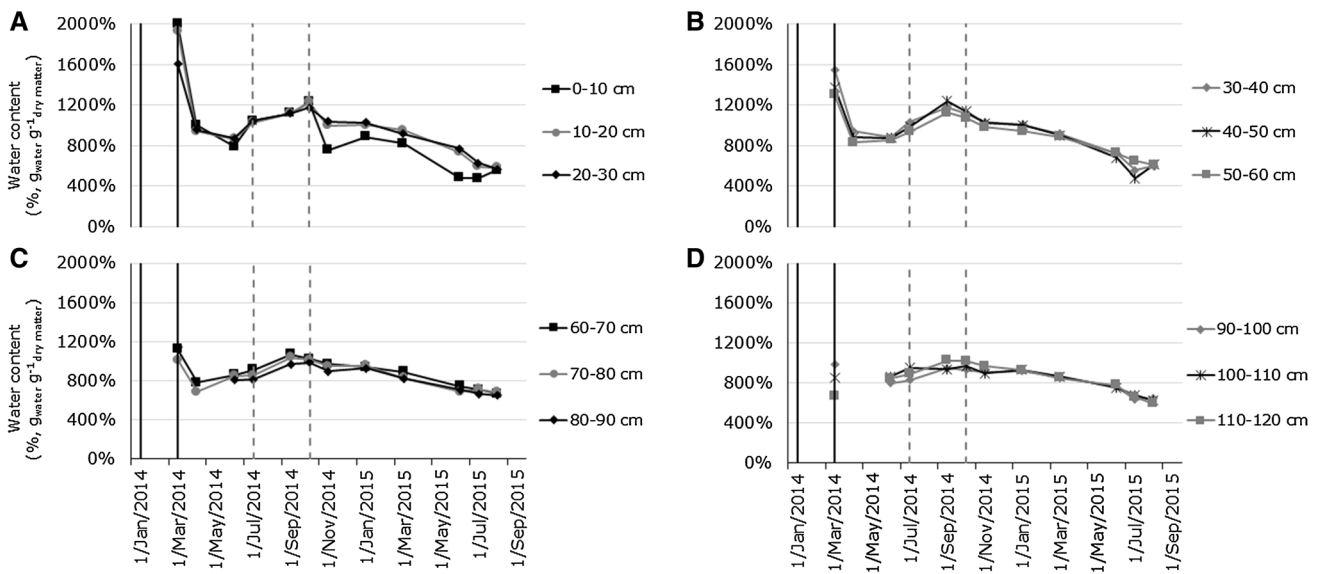 A
Water content
(%, gwater g-1dry matter)
2000%
1600%
1200%
800%
400%
0%
0-10 cm
10-20 cm
20-30 cm
B
2000%
1600%
1200%
800%
400%
0%
30-40 cm
40-50 cm
50-60 cm
C
Water content
(%, gwater g-1dry matter)
2000%
1600%
1200%
800%
400%
0%
60-70 cm
70-80 cm
80-90 cm
1/Jan/2014
1/Mar/2014
1/May/2014
1/Jul/2014
1/Sep/2014
1/Nov/2014
1/Jan/2015
1/Mar/2015
1/May/2015
1/Jul/2015
1/Sep/2015
D
2000%
1600%
1200%
800%
400%
0%
90-100 cm
100-110 cm
110-120 cm
1/Jan/2014
1/Mar/2014
1/May/2014
1/Jul/2014
1/Sep/2014
1/Nov/2014
1/Jan/2015
1/Mar/2015
1/May/2015
1/Jul/2015
1/Sep/2015